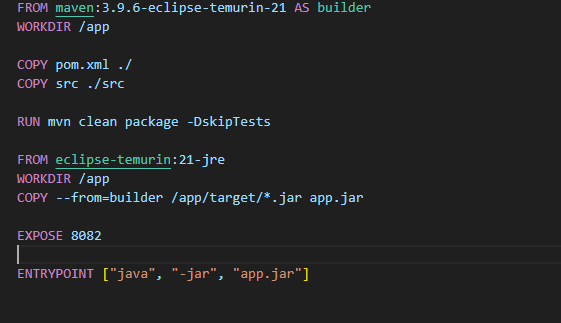 FROM maven:3.9.6-eclipse-temurin-21 AS builder
WORKDIR /app
COPY pom.xml ./
COPY src ./src
RUN mvn clean package -DskipTests
FROM eclipse-temurin:21-jre
WORKDIR /app
COPY --from=builder /app/target/*.jar app.jar
EXPOSE 8082
ENTRYPOINT ["java", "-jar", "app.jar"]